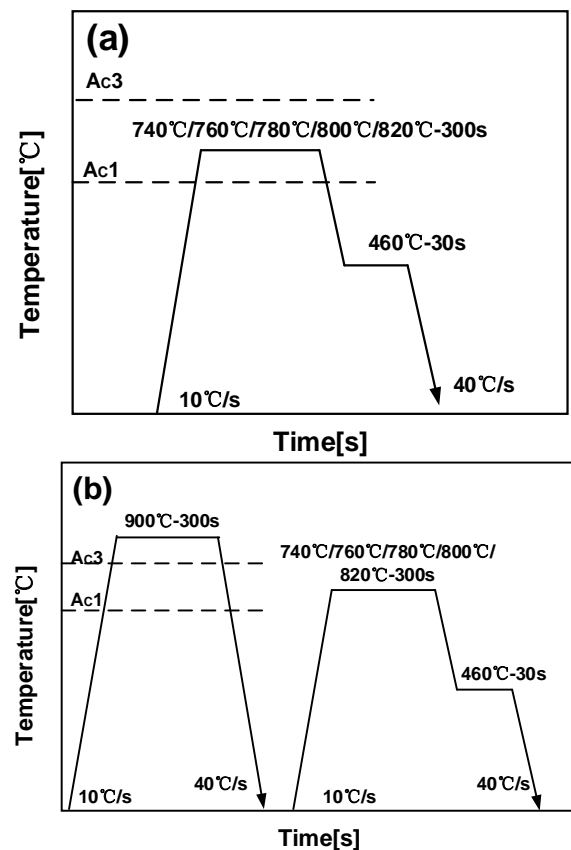 (a)
Ac3
740℃/760℃/780℃/800℃/820℃-300s
Ac1
460℃-30s
10℃/s
40℃/s
Temperature[℃]
Time[s]
(b)
900℃-300s
Ac3
Ac1
740℃/760℃/780℃/800℃/
820℃-300s
460℃-30s
10℃/s
40℃/s
10℃/s
40℃/s
Temperature[℃]
Time[s]